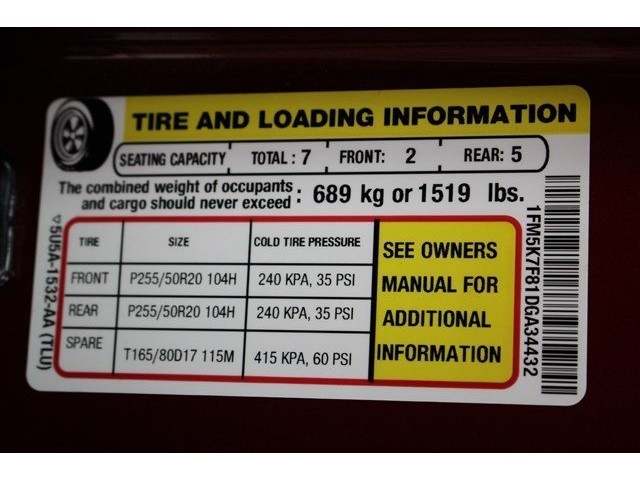 TIRE AND LOADING INFORMATION
SEATING CAPACITY TOTAL : 7 FRONT: 2 REAR: 5
The combined weight of occupants and cargo should never exceed : 689 kg or 1519 lbs.
TIRE SIZE COLD TIRE PRESSURE
FRONT P255/50R20 104H 240 KPA, 35 PSI
REAR P255/50R20 104H 240 KPA, 35 PSI
SPARE T165/80D17 115M 415 KPA, 60 PSI
SEE OWNERS
MANUAL FOR
ADDITIONAL
INFORMATION
▽5U5A-1532-AA (TLU)
1FM5K7F81DGA34432